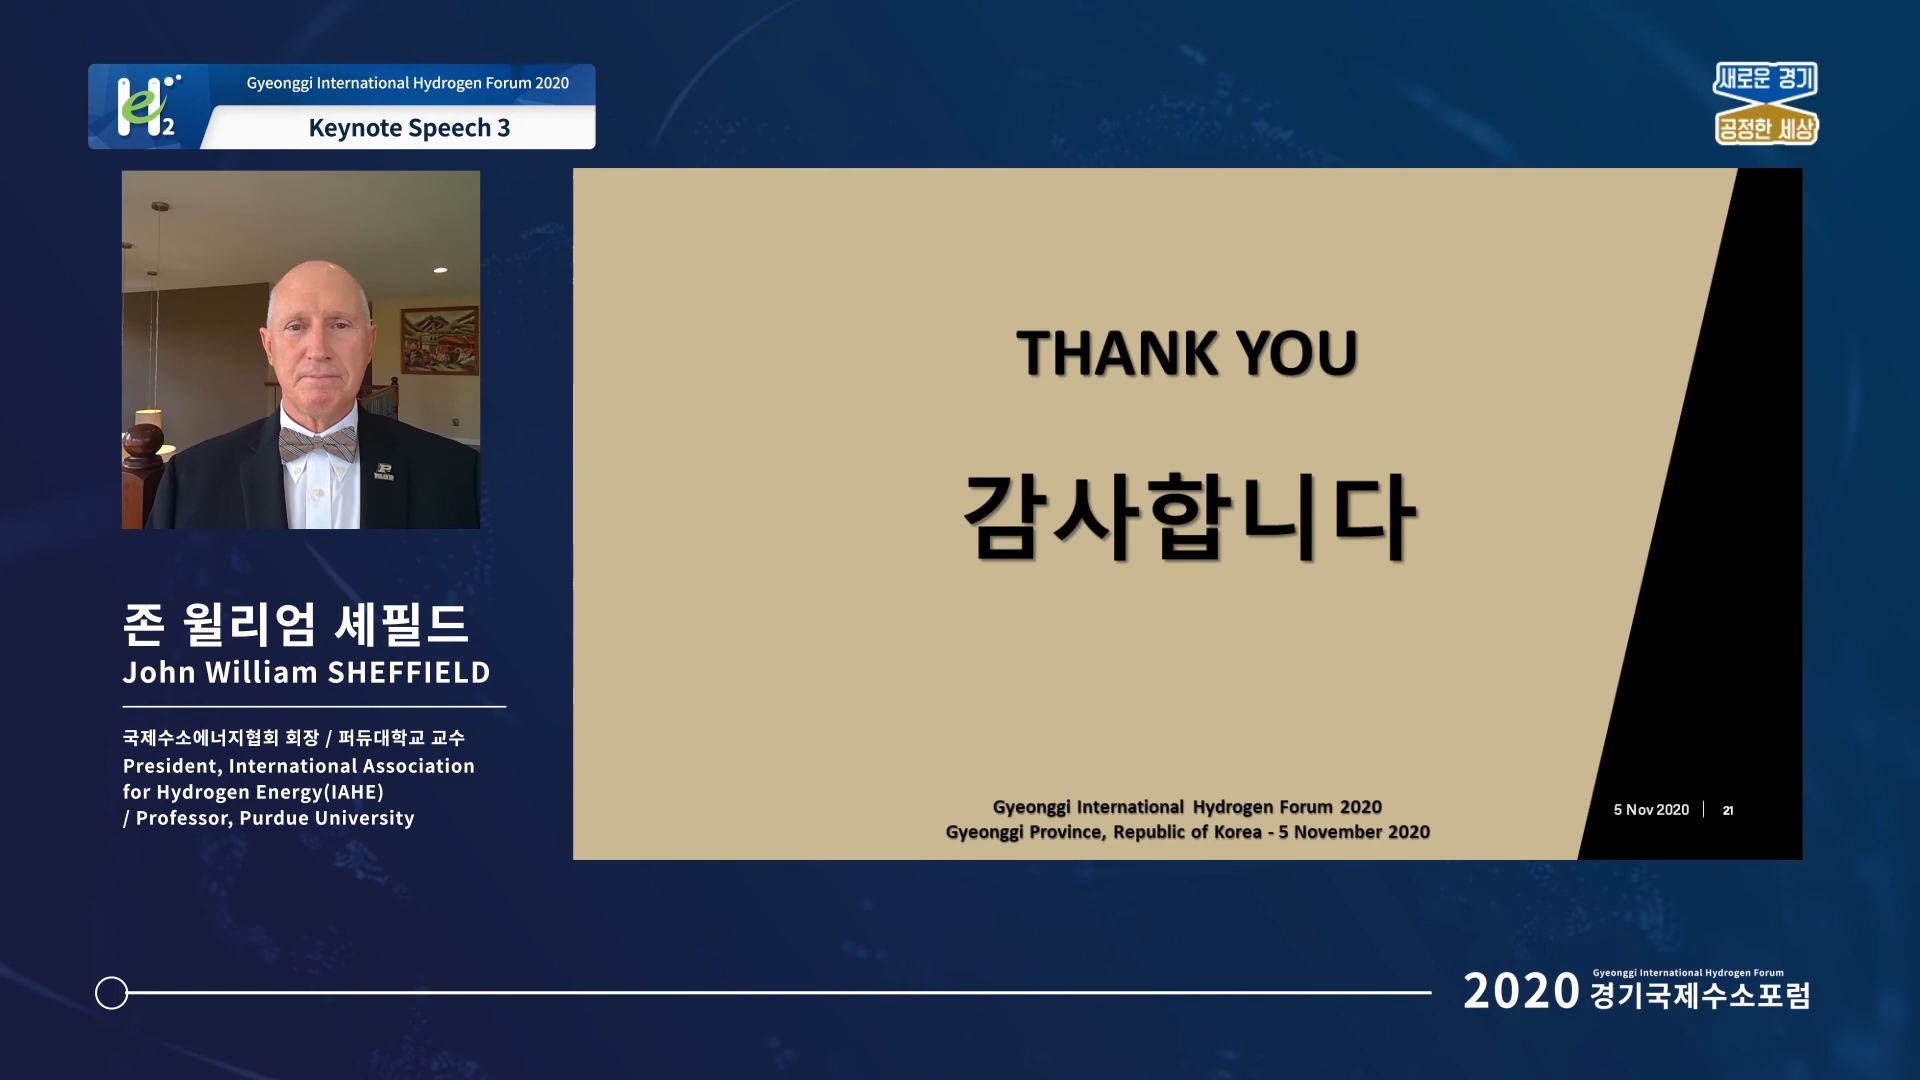 He2
Gyeonggi International Hydrogen Forum 2020
Keynote Speech 3
새로운 경기
공정한 세상
THANK YOU
감사합니다
Gyeonggi International Hydrogen Forum 2020
Gyeonggi Province, Republic of Korea - 5 November 2020
5 Nov 2020 | 21
존 윌리엄 셰필드
John William SHEFFIELD
국제수소에너지협회 회장 / 퍼듀대학교 교수
President, International Association
for Hydrogen Energy(IAHE)
/ Professor, Purdue University
Gyeonggi International Hydrogen Forum
2020 경기국제수소포럼